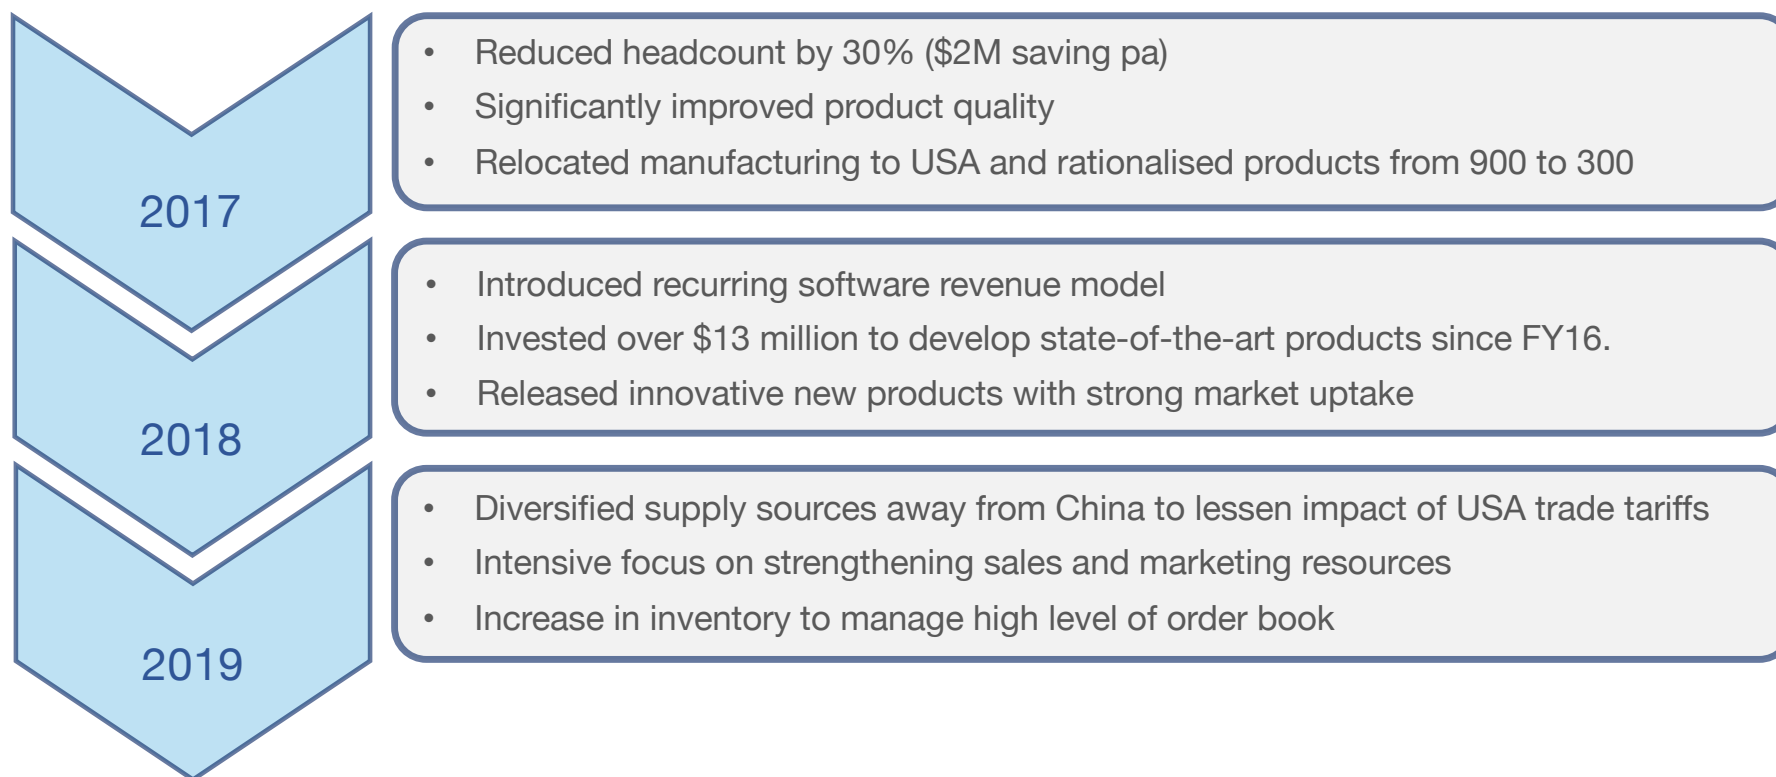 2017
• Reduced headcount by 30% ($2M saving pa)
• Significantly improved product quality
• Relocated manufacturing to USA and rationalised products from 900 to 300
2018
• Introduced recurring software revenue model
• Invested over $13 million to develop state-of-the-art products since FY16.
• Released innovative new products with strong market uptake
2019
• Diversified supply sources away from China to lessen impact of USA trade tariffs
• Intensive focus on strengthening sales and marketing resources
• Increase in inventory to manage high level of order book